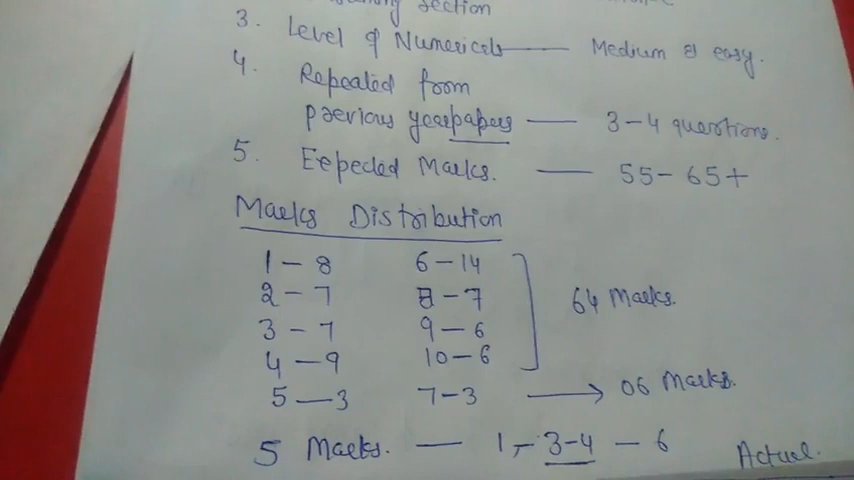 section
3. Level of Numericals — Medium & easy.
4. Repeated from
previous year papers — 3-4 questions.
5. Expected Marks. — 55-65+
Marks Distribution
1-8 6-14
2-7 8-7 64 Marks.
3-7 9-6
4-9 10-6
5-3 7-3 → 06 Marks.
5 Marks. — 1,-3-4-6 Actual.